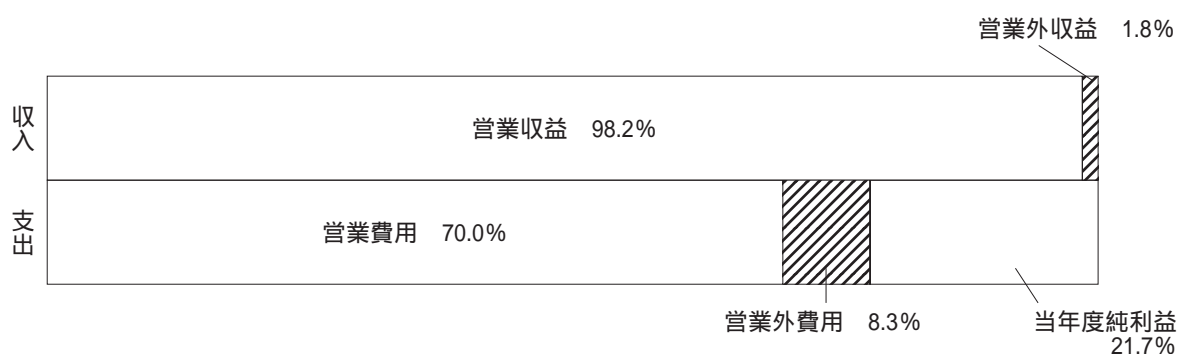 営業外収益 1.8%
収入
営業収益 98.2%
支出
営業費用 70.0%
営業外費用 8.3%
当年度純利益
21.7%